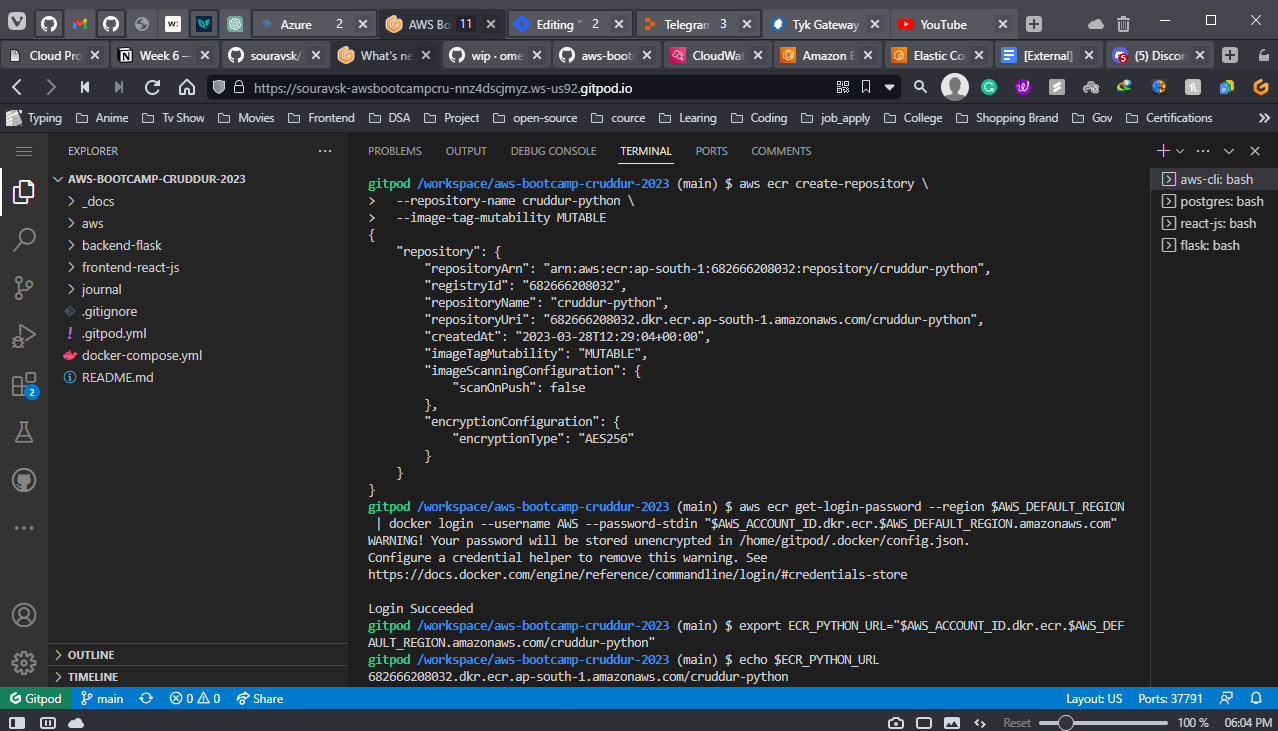 Azure 2
AWS Bo 11
Editing " 2
Telegram 3
Tyk Gateway
YouTube
Cloud Pro
Week 6 —
souravsk/
What's ne
wip · ome
aws-boot
CloudWat
Amazon E
Elastic Co
[External]
(5) Discor
https://souravsk-awsbootcampcru-nnz4dscjmyz.ws-us92.gitpod.io
Typing Anime Tv Show Movies Frontend DSA Project open-source cource Learing Coding job_apply College Shopping Brand Gov Certifications
EXPLORER
AWS-BOOTCAMP-CRUDDUR-2023
_docs
aws
backend-flask
frontend-react-js
journal
.gitignore
.gitpod.yml
docker-compose.yml
README.md
2
OUTLINE
TIMELINE
PROBLEMS OUTPUT DEBUG CONSOLE TERMINAL PORTS COMMENTS
gitpod /workspace/aws-bootcamp-cruddur-2023 (main) $ aws ecr create-repository \
>   --repository-name cruddur-python \
>   --image-tag-mutability MUTABLE
{
    "repository": {
        "repositoryArn": "arn:aws:ecr:ap-south-1:682666208032:repository/cruddur-python",
        "registryId": "682666208032",
        "repositoryName": "cruddur-python",
        "repositoryUri": "682666208032.dkr.ecr.ap-south-1.amazonaws.com/cruddur-python",
        "createdAt": "2023-03-28T12:29:04+00:00",
        "imageTagMutability": "MUTABLE",
        "imageScanningConfiguration": {
            "scanOnPush": false
        },
        "encryptionConfiguration": {
            "encryptionType": "AES256"
        }
    }
}
gitpod /workspace/aws-bootcamp-cruddur-2023 (main) $ aws ecr get-login-password --region $AWS_DEFAULT_REGION
 | docker login --username AWS --password-stdin "$AWS_ACCOUNT_ID.dkr.ecr.$AWS_DEFAULT_REGION.amazonaws.com"
WARNING! Your password will be stored unencrypted in /home/gitpod/.docker/config.json.
Configure a credential helper to remove this warning. See
https://docs.docker.com/engine/reference/commandline/login/#credentials-store
Login Succeeded
gitpod /workspace/aws-bootcamp-cruddur-2023 (main) $ export ECR_PYTHON_URL="$AWS_ACCOUNT_ID.dkr.ecr.$AWS_DEF
AULT_REGION.amazonaws.com/cruddur-python"
gitpod /workspace/aws-bootcamp-cruddur-2023 (main) $ echo $ECR_PYTHON_URL
682666208032.dkr.ecr.ap-south-1.amazonaws.com/cruddur-python
aws-cli: bash
postgres: bash
react-js: bash
flask: bash
Gitpod main 0 0 Share Layout: US Ports: 37791
Reset 100 % 06:04 PM